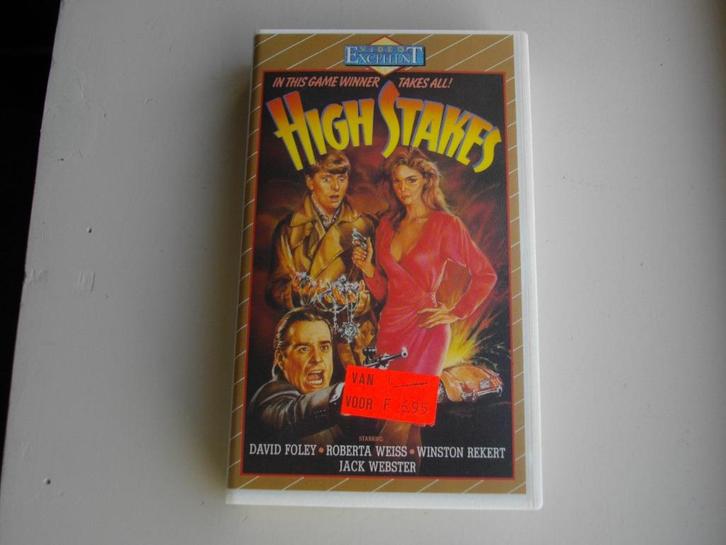 VIDEO
EXCELLENT
IN THIS GAME WINNER TAKES ALL!
HIGH STAKES
VAN
VOOR F 6.95
STARRING
DAVID FOLEY • ROBERTA WEISS • WINSTON REKERT
JACK WEBSTER